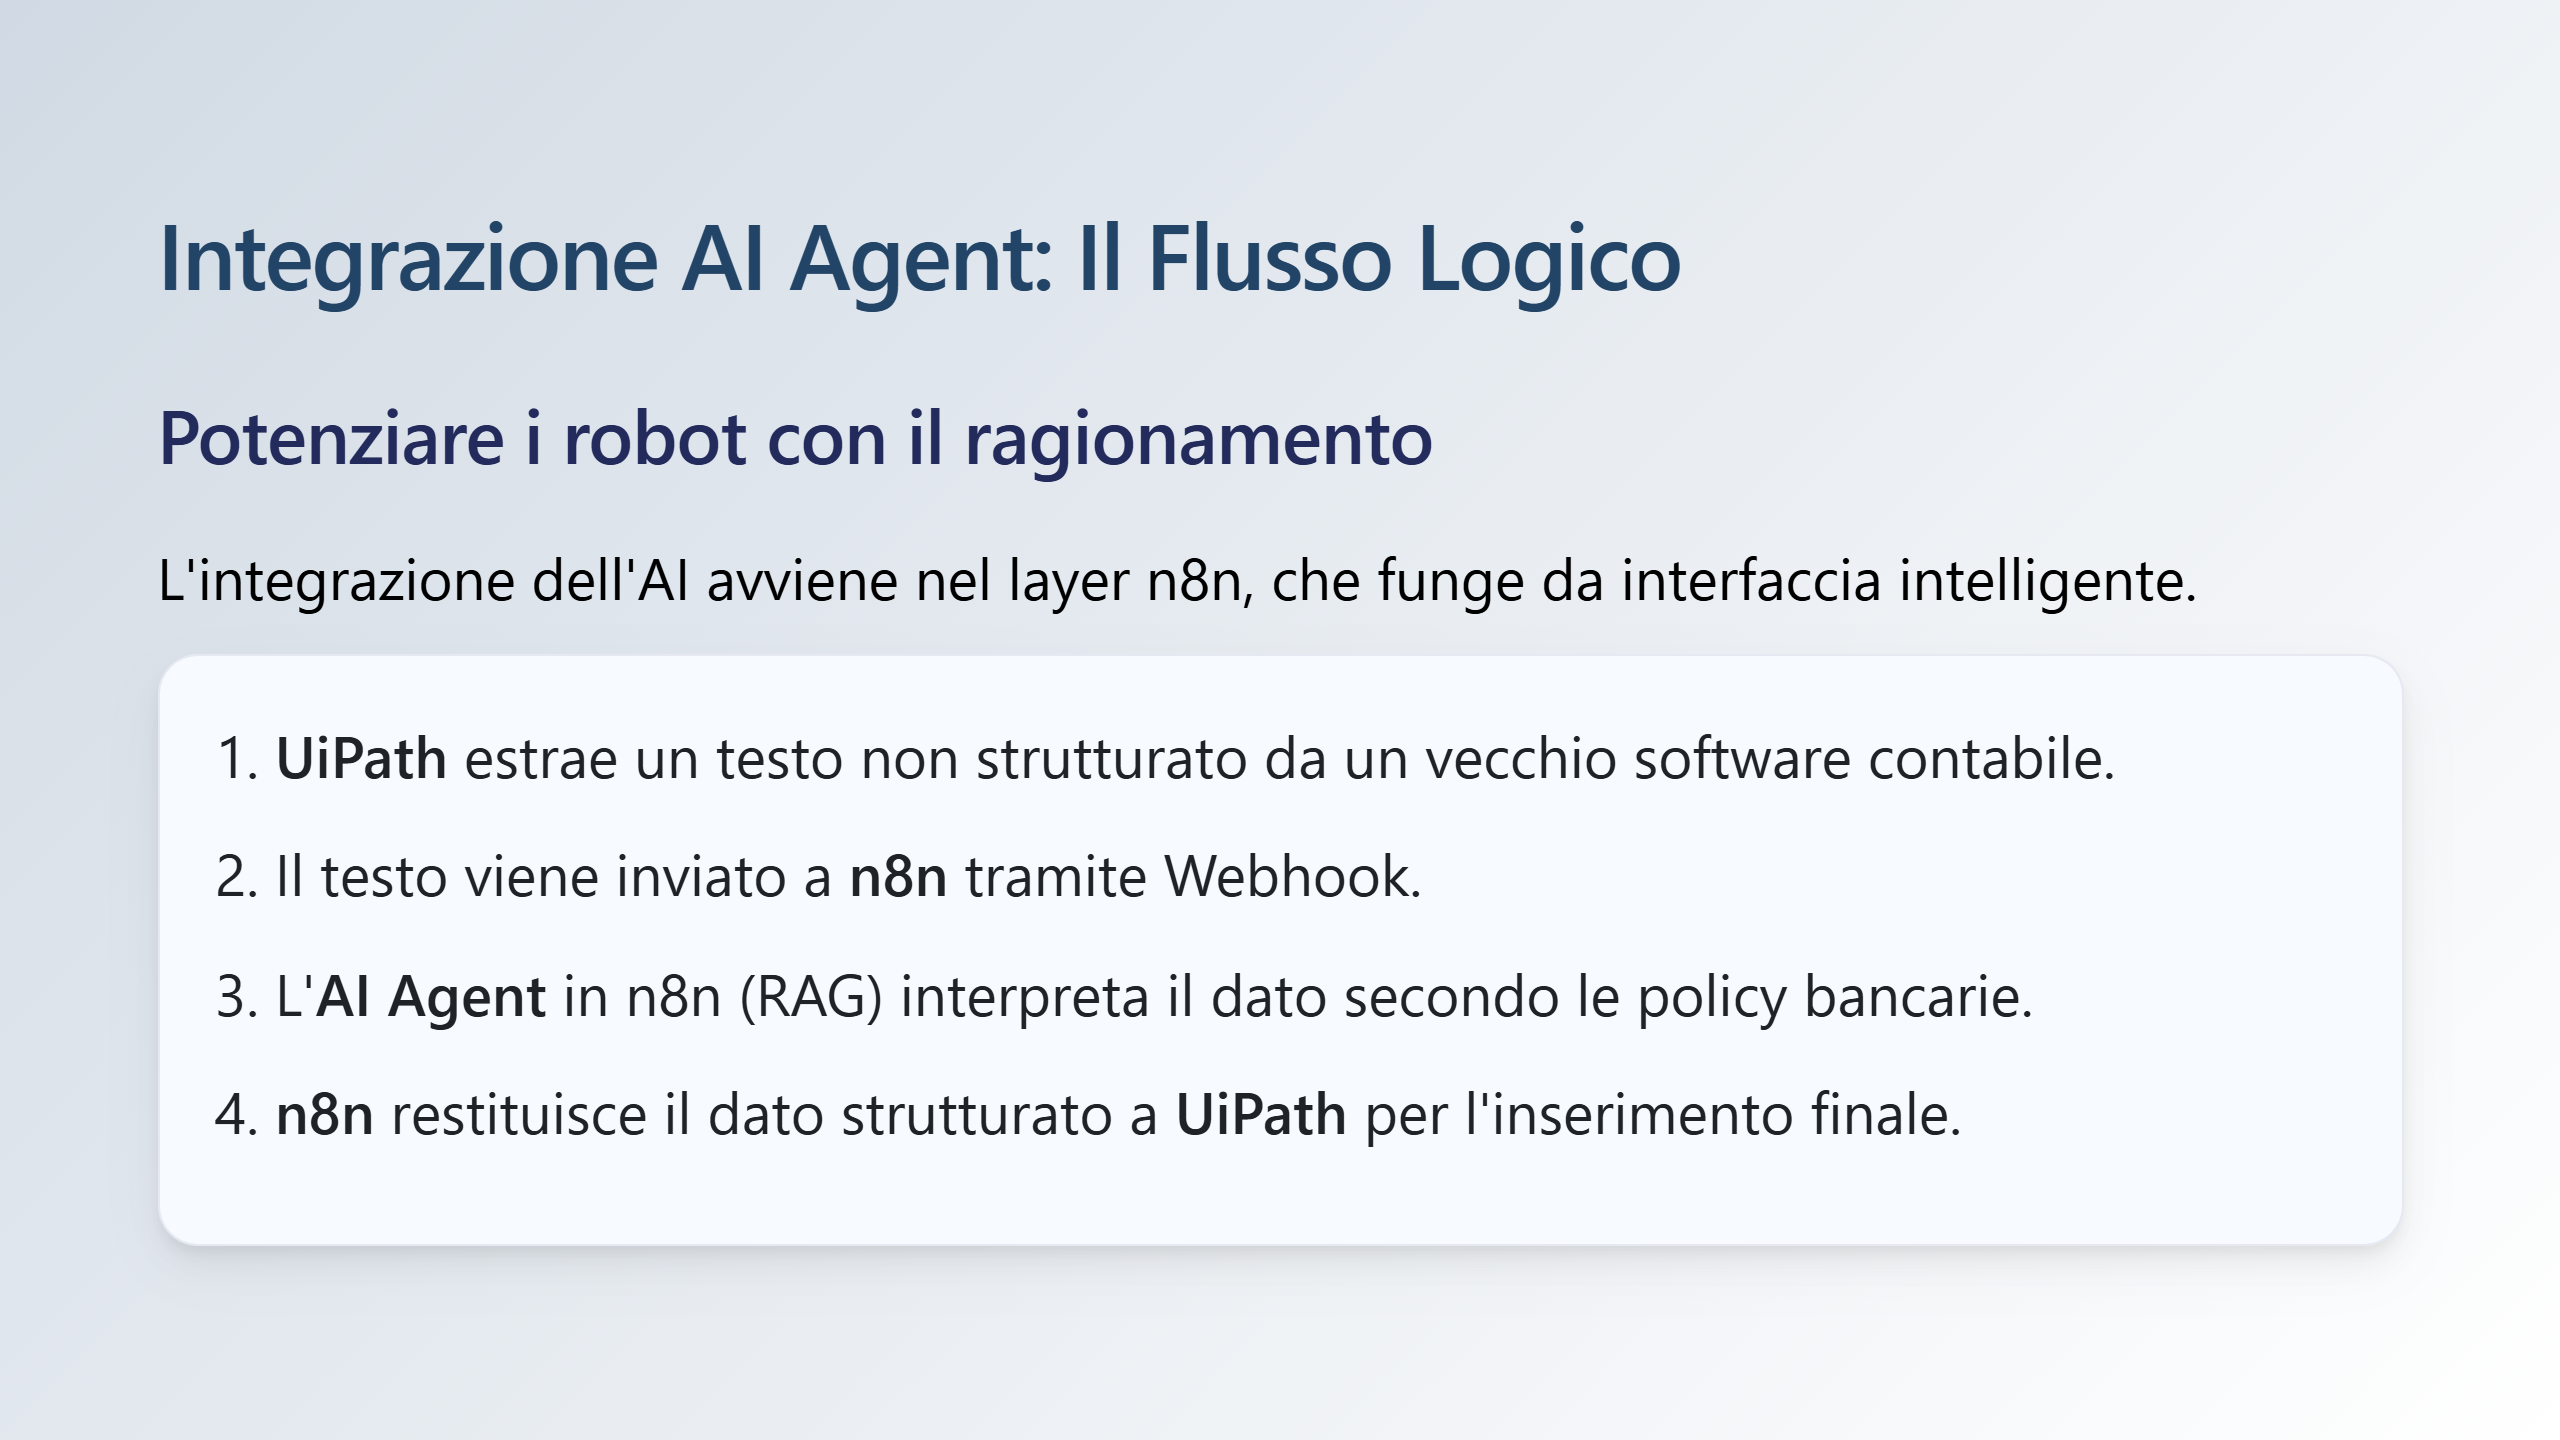 Integrazione AI Agent: Il Flusso Logico
Potenziare i robot con il ragionamento
L'integrazione dell'AI avviene nel layer n8n, che funge da interfaccia intelligente.
1. UiPath estrae un testo non strutturato da un vecchio software contabile.
2. Il testo viene inviato a n8n tramite Webhook.
3. L'AI Agent in n8n (RAG) interpreta il dato secondo le policy bancarie.
4. n8n restituisce il dato strutturato a UiPath per l'inserimento finale.